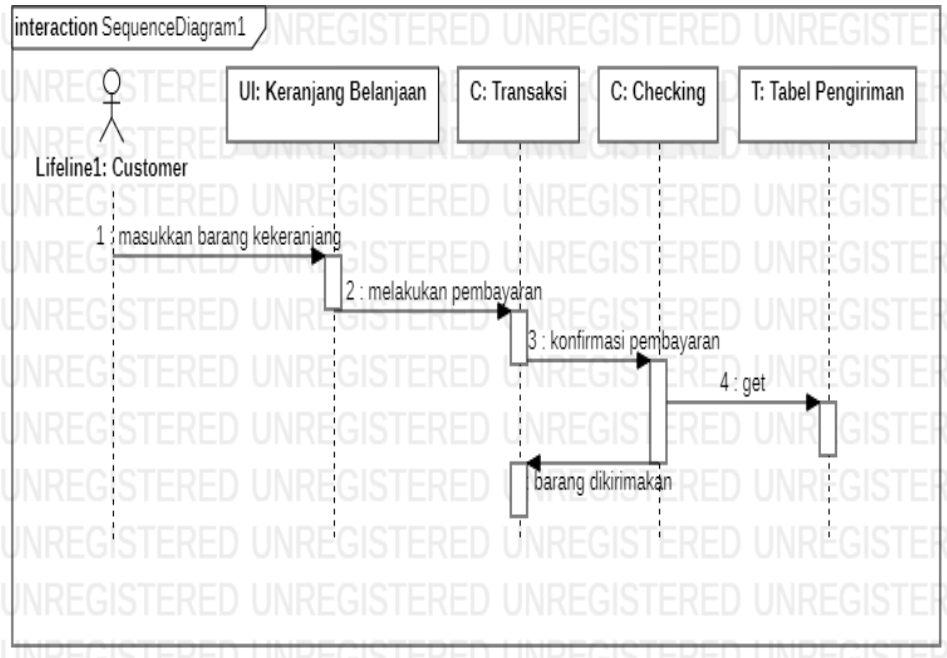 interaction SequenceDiagram1
UI: Keranjang Belanjaan
C: Transaksi
C: Checking
T: Tabel Pengiriman
Lifeline1: Customer
1 : masukkan barang kekeranjang
2 : melakukan pembayaran
3 : konfirmasi pembayaran
4 : get
: barang dikirimakan
UNREGISTERED UNREGISTERED UNREGISTERED UNREGISTERED